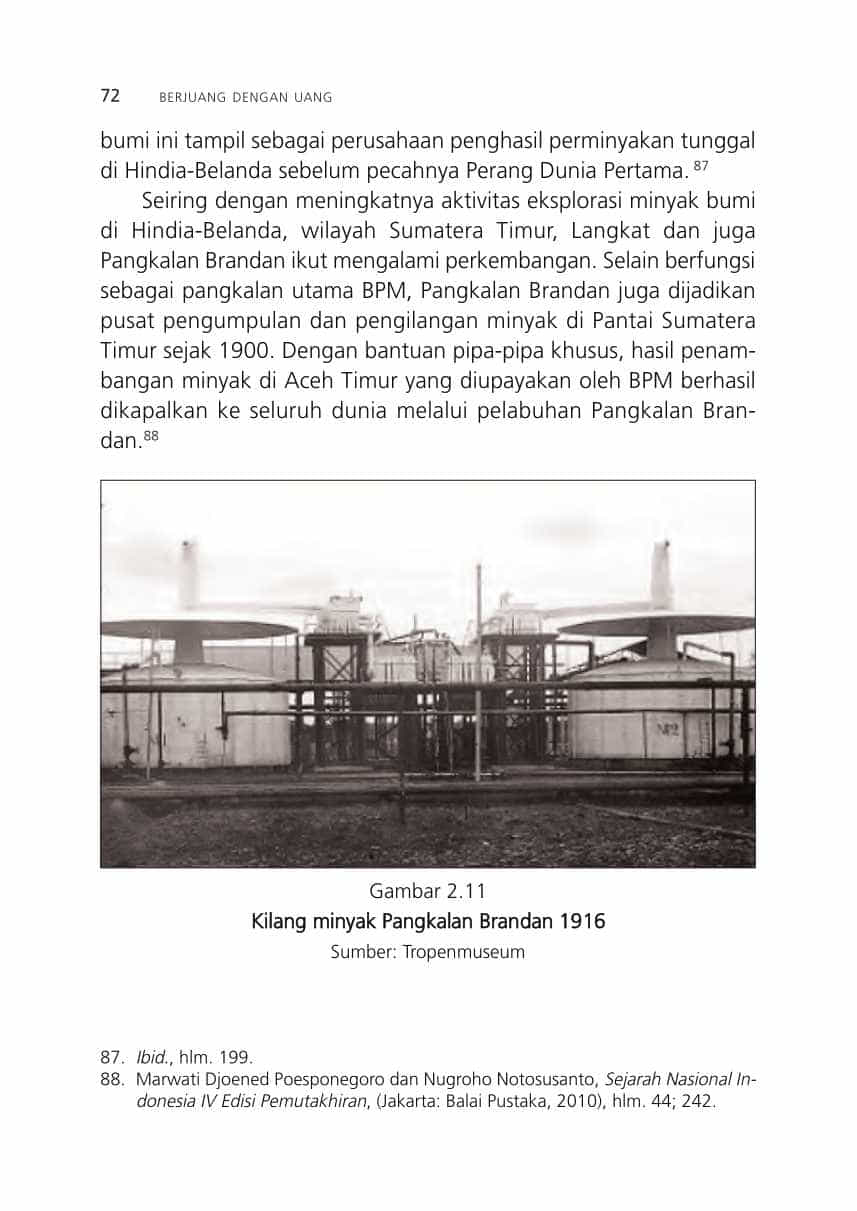 72 BERJUANG DENGAN UANG
bumi ini tampil sebagai perusahaan penghasil perminyakan tunggal
di Hindia-Belanda sebelum pecahnya Perang Dunia Pertama. 87
Seiring dengan meningkatnya aktivitas eksplorasi minyak bumi
di Hindia-Belanda, wilayah Sumatera Timur, Langkat dan juga
Pangkalan Brandan ikut mengalami perkembangan. Selain berfungsi
sebagai pangkalan utama BPM, Pangkalan Brandan juga dijadikan
pusat pengumpulan dan pengilangan minyak di Pantai Sumatera
Timur sejak 1900. Dengan bantuan pipa-pipa khusus, hasil penam-
bangan minyak di Aceh Timur yang diupayakan oleh BPM berhasil
dikapalkan ke seluruh dunia melalui pelabuhan Pangkalan Bran-
dan.88
Gambar 2.11
Kilang minyak Pangkalan Brandan 1916
Sumber: Tropenmuseum
87. Ibid., hlm. 199.
88. Marwati Djoened Poesponegoro dan Nugroho Notosusanto, Sejarah Nasional In-
donesia IV Edisi Pemutakhiran, (Jakarta: Balai Pustaka, 2010), hlm. 44; 242.